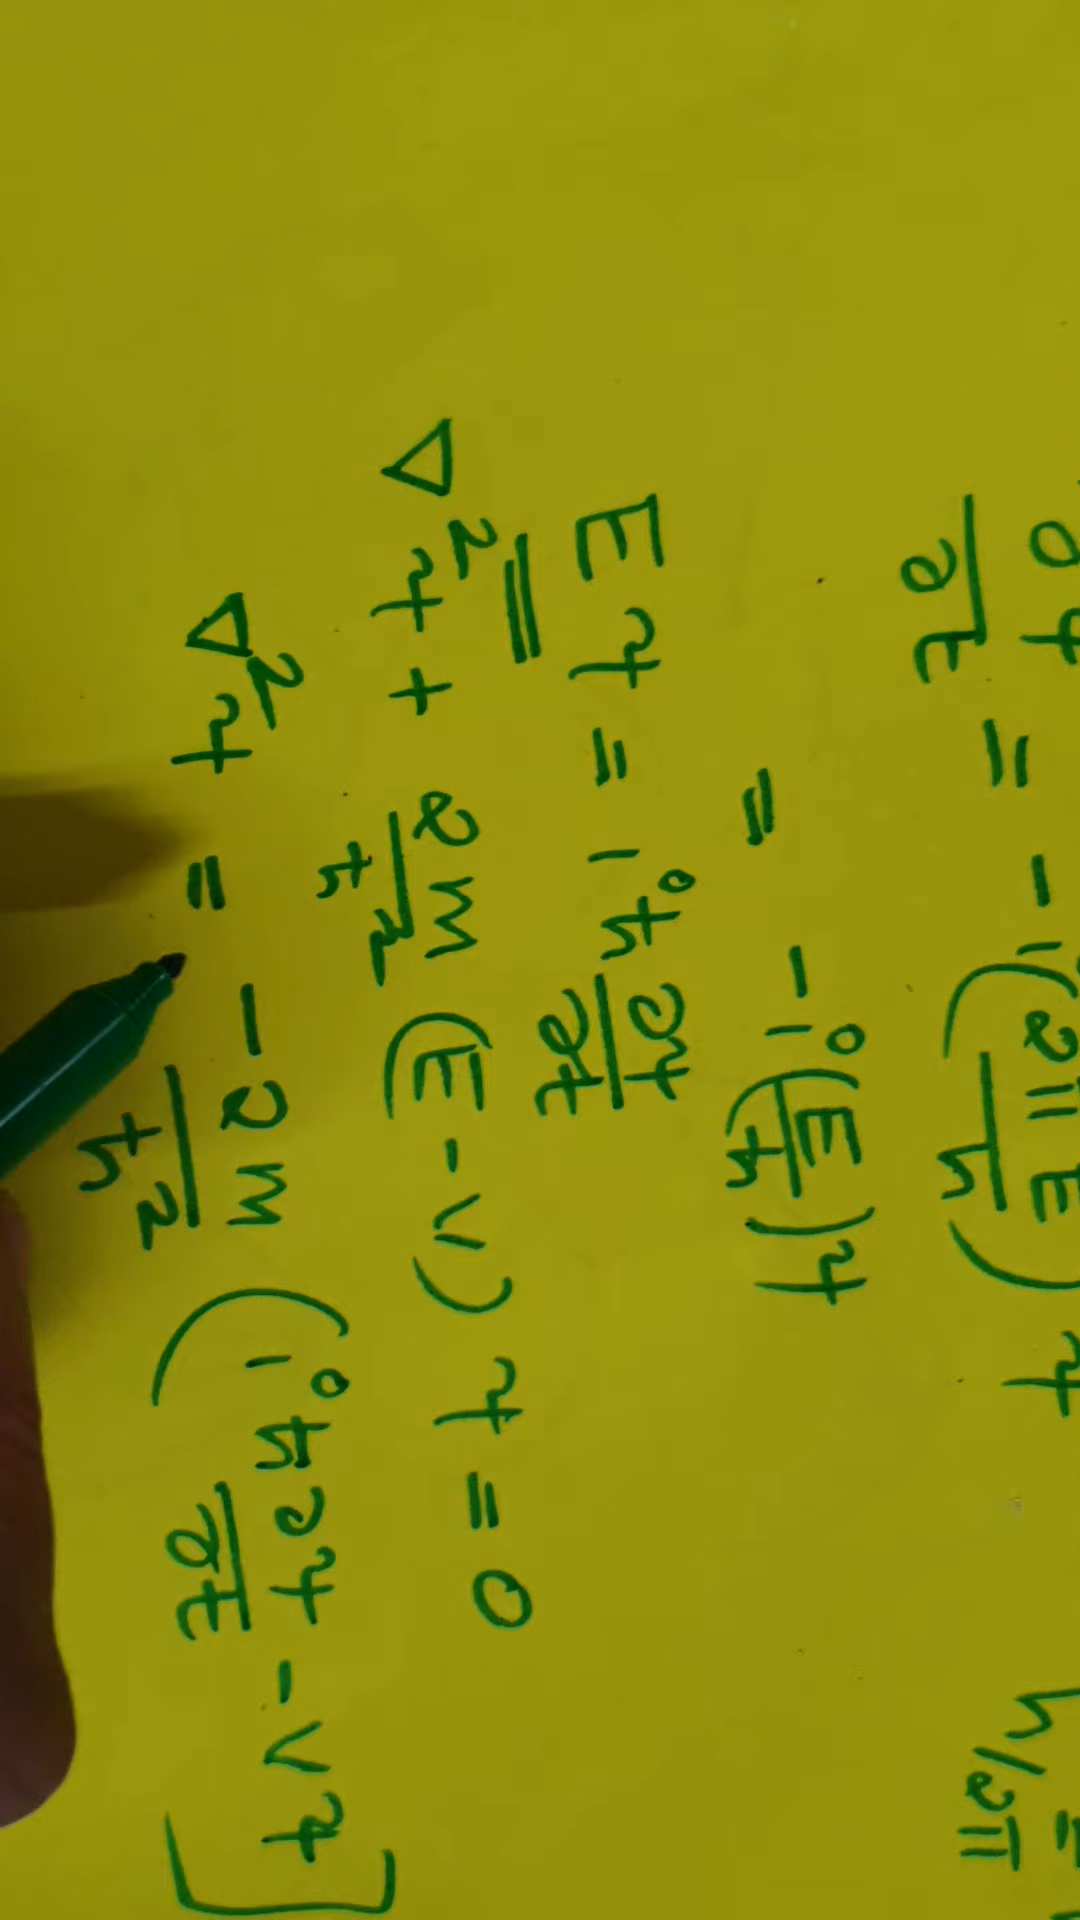 ∂ψ/∂t = -i(2πE/h)ψ
h/2π =
= -i(E/ħ)ψ
Eψ = iħ ∂ψ/∂t
∇²ψ + 2m/ħ² (E - V)ψ = 0
∇²ψ = -2m/ħ² (iħ ∂ψ/∂t - Vψ]